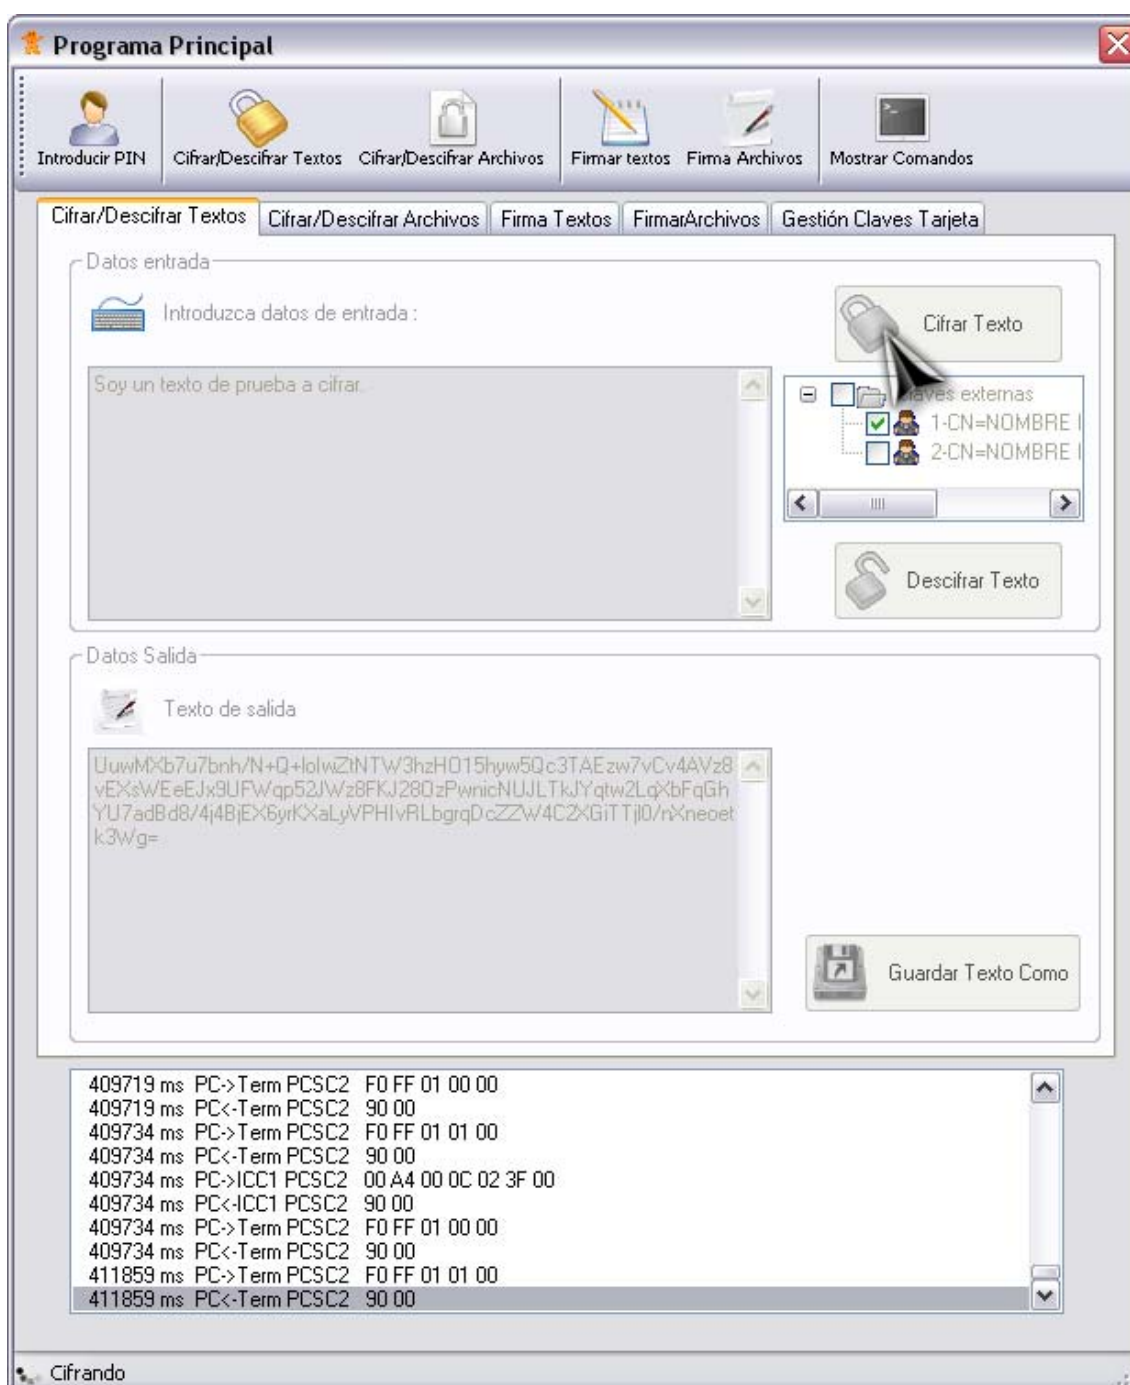 Programa Principal
Introducir PIN
Cifrar/Descifrar Textos
Cifrar/Descifrar Archivos
Firmar textos
Firma Archivos
Mostrar Comandos
Cifrar/Descifrar Textos
Cifrar/Descifrar Archivos
Firma Textos
FirmarArchivos
Gestión Claves Tarjeta
Datos entrada
Introduzca datos de entrada :
Cifrar Texto
Soy un texto de prueba a cifrar.
externas
1-CN=NOMBRE
2-CN=NOMBRE
Descifrar Texto
Datos Salida
Texto de salida
Guardar Texto Como
409719 ms PC->Term PCSC2 F0 FF 01 00 00
409719 ms PC<-Term PCSC2 90 00
409734 ms PC->Term PCSC2 F0 FF 01 01 00
409734 ms PC<-Term PCSC2 90 00
409734 ms PC->ICC1 PCSC2 00 A4 00 0C 02 3F 00
409734 ms PC<-ICC1 PCSC2 90 00
409734 ms PC->Term PCSC2 F0 FF 01 00 00
409734 ms PC<-Term PCSC2 90 00
411859 ms PC->Term PCSC2 F0 FF 01 01 00
411859 ms PC<-Term PCSC2 90 00
Cifrando